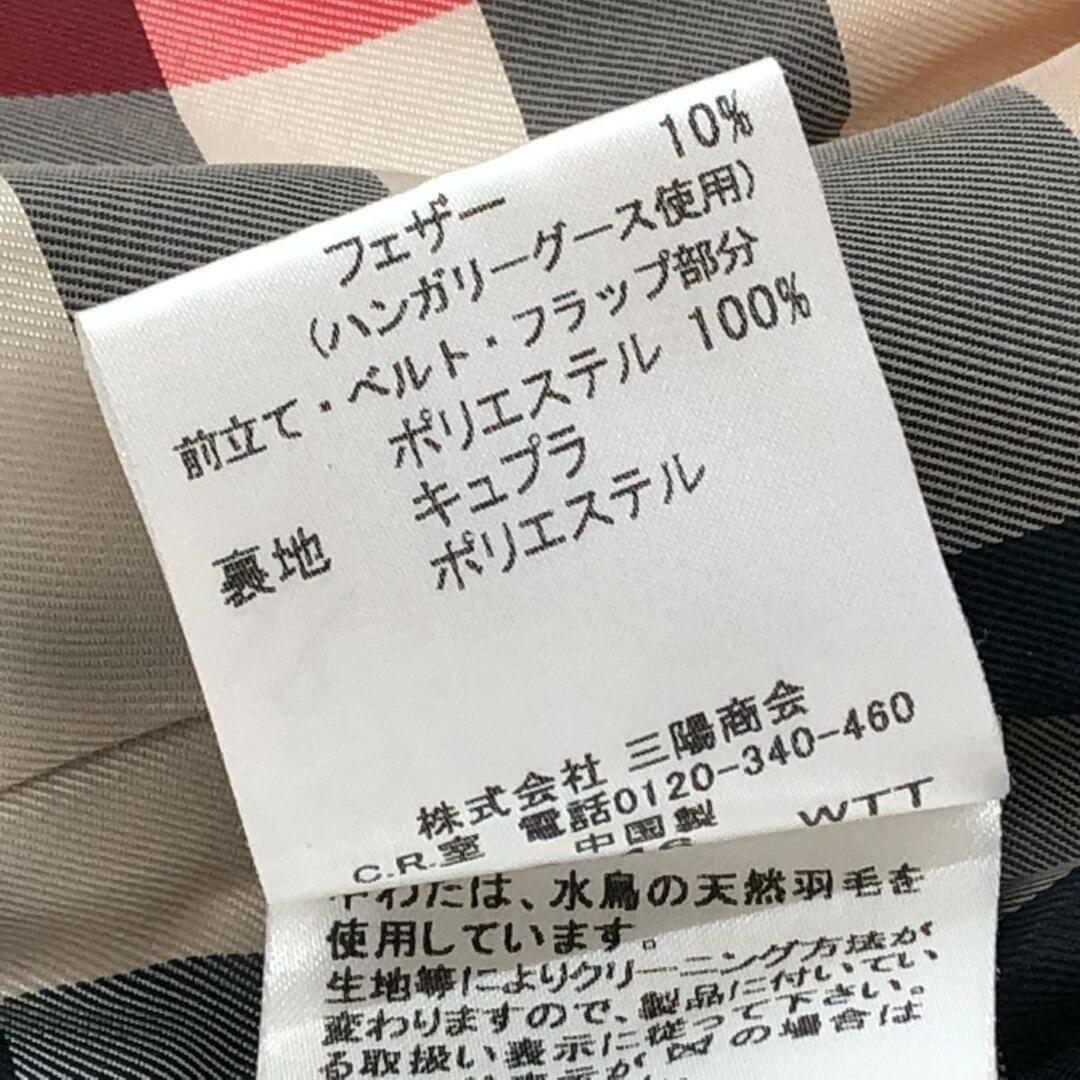 フェザー 10%
(ハンガリーグース使用)
前立て・ベルト・フラップ部分
ポリエステル 100%
裏地 キュプラ
ポリエステル
株式会社 三陽商会
C.R.室 電話0120-340-460
中国製 WTT
中わたは、水鳥の天然羽毛を
使用しています。
生地等によりクリーニング方法が
変わりますので、製品に付いてい
る取扱い表示に従って下さい。
の場合は